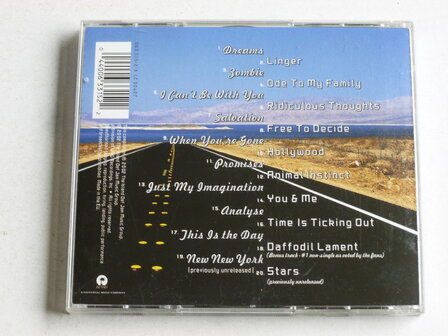 1. Dreams
2. Linger
3. Zombie
4. Ode To My Family
5. I Can't Be With You
6. Ridiculous Thoughts
7. Salvation
8. Free To Decide
9. When You're Gone
10. Hollywood
11. Promises
12. Animal Instinct
13. Just My Imagination
14. You & Me
15. Analyse
16. Time Is Ticking Out
17. This Is the Day
18. Daffodil Lament
(Bonus track - #1 non-single as voted by the fans)
19. New New York
(previously unreleased)
20. Stars
(previously unreleased)
A UNIVERSAL MUSIC COMPANY